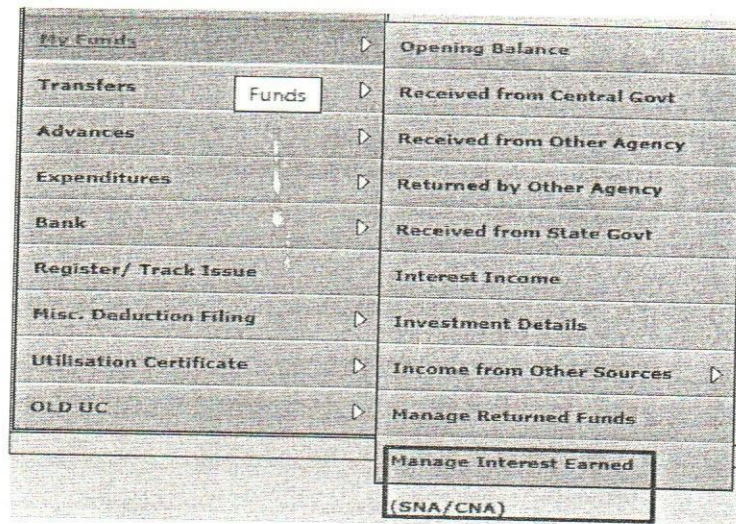 My Funds
Transfers
Funds
Advances
Expenditures
Bank
Register/ Track Issue
Misc. Deduction Filing
Utilisation Certificate
OLD UC
Opening Balance
Received from Central Govt
Received from Other Agency
Returned by Other Agency
Received from State Govt
Interest Income
Investment Details
Income from Other Sources
Manage Returned Funds
Manage Interest Earned
(SNA/CNA)